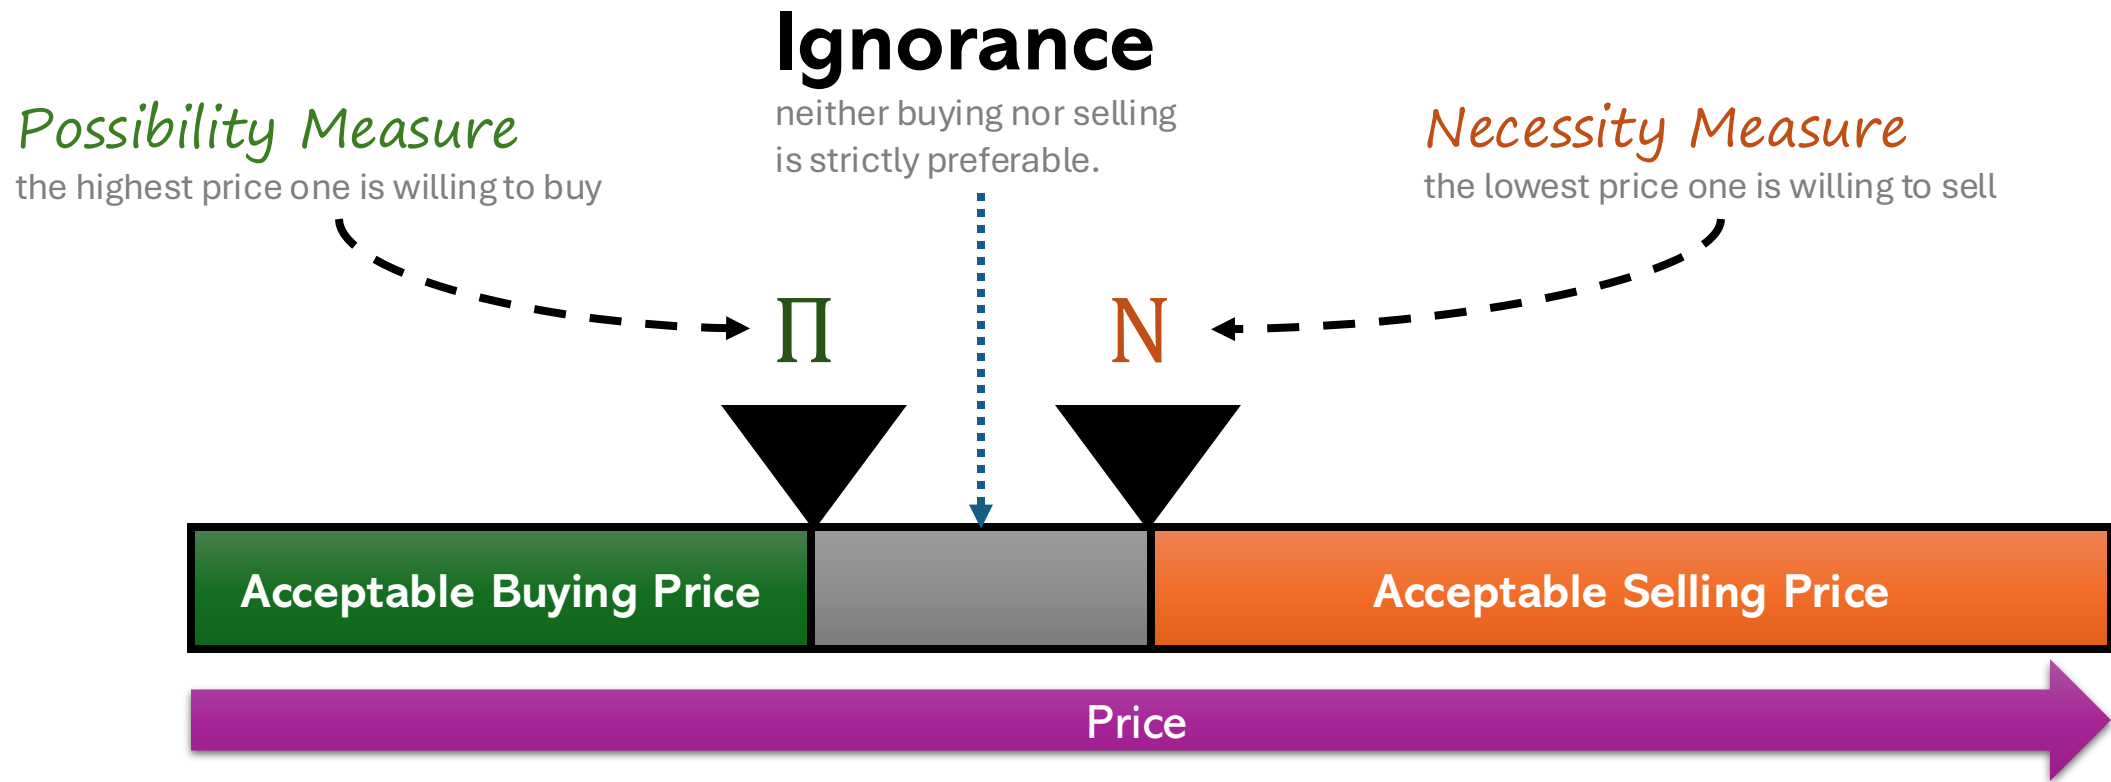 Ignorance
neither buying nor selling
is strictly preferable.
Possibility Measure
the highest price one is willing to buy
Necessity Measure
the lowest price one is willing to sell
Π
N
Acceptable Buying Price
Acceptable Selling Price
Price